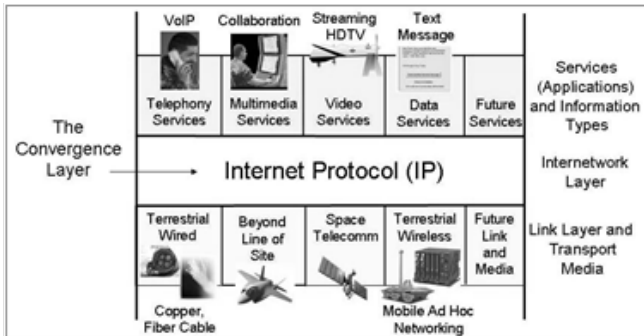 VoIP
Collaboration
Streaming
HDTV
Text
Message
Telephony
Services
Multimedia
Services
Video
Services
Data
Services
Future
Services
Services
(Applications)
and Information
Types
The
Convergence
Layer
Internet Protocol (IP)
Internetwork
Layer
Terrestrial
Wired
Beyond
Line of
Site
Space
Telecomm
Terrestrial
Wireless
Future
Link
and
Media
Link Layer and
Transport
Media
Copper,
Fiber Cable
Mobile Ad Hoc
Networking